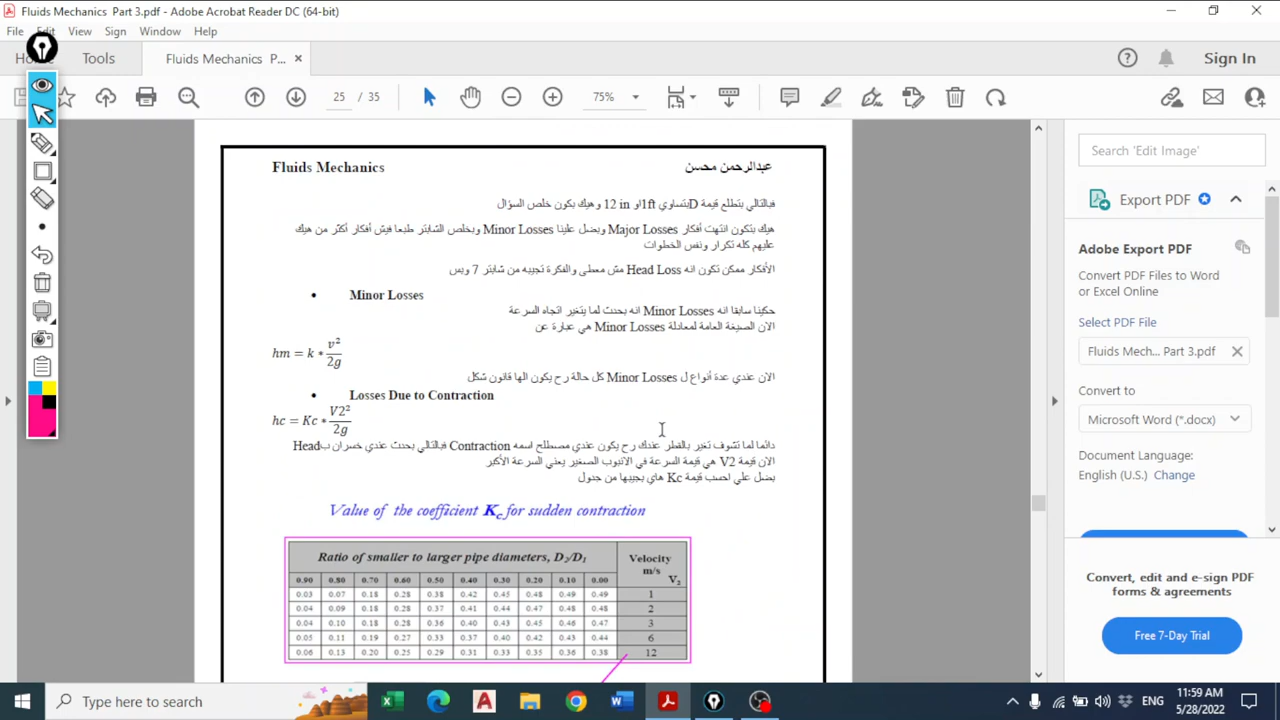 Fluids Mechanics Part 3.pdf - Adobe Acrobat Reader DC (64-bit)
File Edit View Sign Window Help
Tools
Fluids Mechanics P... ×
Sign In
25 / 35
75%
Fluids Mechanics
عبدالرحمن محسن
فبالتالي بتطلع قيمة D بتساوي 1ft او 12 in وهيك بكون خلص السؤال
هيك بتكون انتهت أفكار Major Losses وبضل علينا Minor Losses وبخلص الشابتر طبعا فيش أفكار أكثر من هيك
عليهم كله تكرار ونفس الخطوات
الأفكار ممكن تكون انه Head Loss مش معطى والفكرة تجيبه من شابتر 7 وبس
• Minor Losses
حكينا سابقا انه Minor Losses انه بحدث لما يتغير اتجاه السرعة
الان الصيغة العامة لمعادلة Minor Losses هي عبارة عن
hm = k * v²/2g
الان عندي عدة أنواع ل Minor Losses كل حالة رح يكون الها قانون شكل
• Losses Due to Contraction
hc = Kc * V2²/2g
دائما لما تشوف تغير بالقطر عندك رح يكون عندي مصطلح اسمه Contraction فبالتالي بحدث عندي خسران بHead
الان قيمة V2 هي قيمة السرعة في الانبوب الصغير يعني السرعة الأكبر
بضل علي احسب قيمة Kc هاي بجيبها من جدول
Value of the coefficient Kc for sudden contraction
Ratio of smaller to larger pipe diameters, D2/D1 Velocity m/s V2
0.90 0.80 0.70 0.60 0.50 0.40 0.30 0.20 0.10 0.00
0.03 0.07 0.18 0.28 0.38 0.42 0.45 0.48 0.49 0.49 1
0.04 0.09 0.18 0.28 0.37 0.41 0.44 0.47 0.48 0.48 2
0.04 0.10 0.18 0.28 0.36 0.40 0.43 0.45 0.46 0.47 3
0.05 0.11 0.19 0.27 0.33 0.37 0.40 0.42 0.43 0.44 6
0.06 0.13 0.20 0.25 0.29 0.31 0.33 0.35 0.36 0.38 12
Search 'Edit Image'
Export PDF
Adobe Export PDF
Convert PDF Files to Word
or Excel Online
Select PDF File
Fluids Mech... Part 3.pdf
Convert to
Microsoft Word (*.docx)
Document Language:
English (U.S.) Change
Convert, edit and e-sign PDF
forms & agreements
Free 7-Day Trial
Type here to search
ENG
11:59 AM
5/28/2022